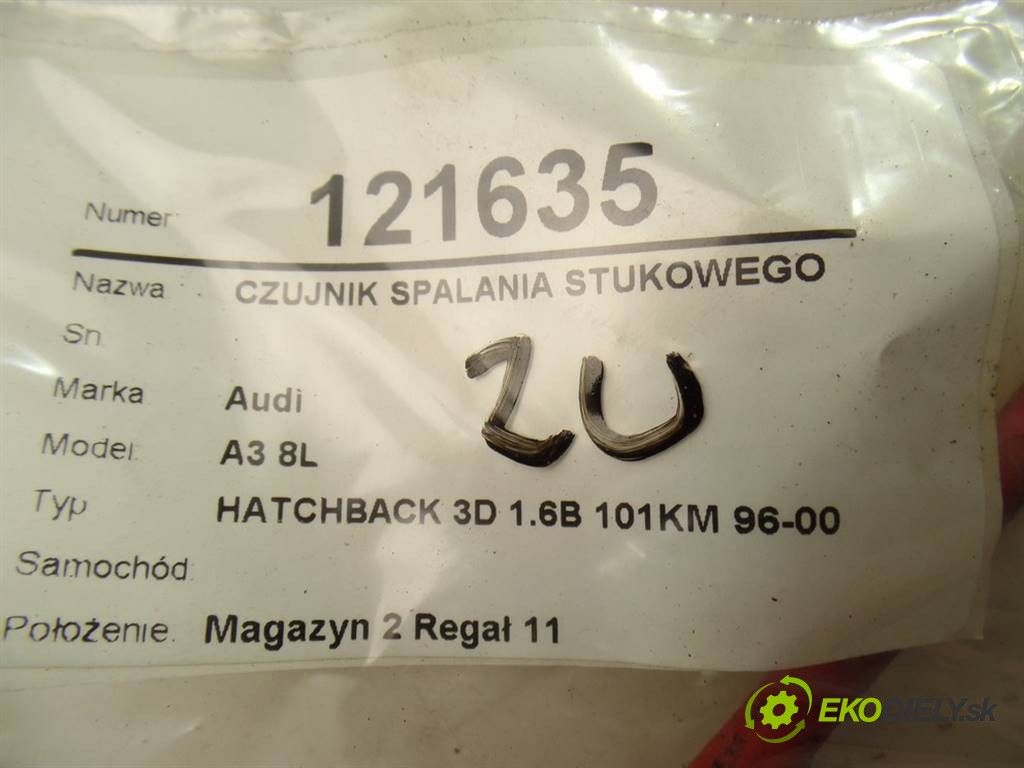 Numer: 121635
Nazwa: CZUJNIK SPALANIA STUKOWEGO
Sn
ZU
Marka Audi
Model: A3 8L
Typ HATCHBACK 3D 1.6B 101KM 96-00
Samochód
Położenie. Magazyn 2 Regał 11
EKODIELY.sk